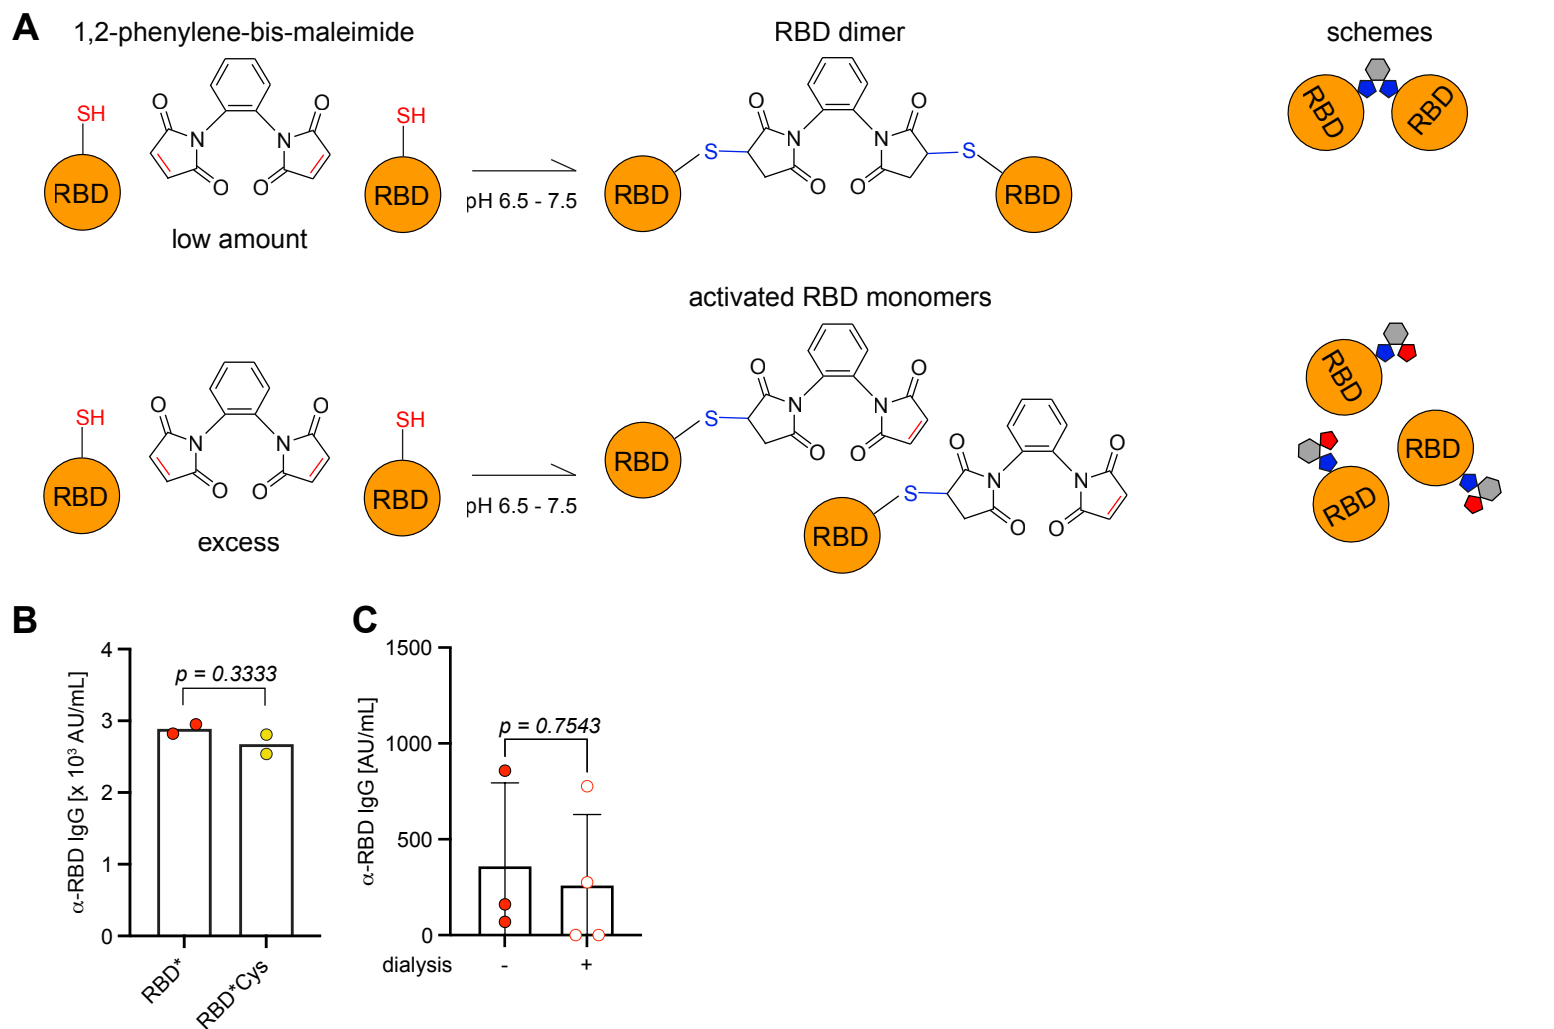 A
1,2-phenylene-bis-maleimide
RBD dimer
schemes
SH
O
O
N
N
O
O
RBD
SH
RBD
low amount
pH 6.5 - 7.5
RBD
S
O
N
O
N
O
O
S
RBD
RBD
RBD
activated RBD monomers
SH
O
O
N
N
O
O
RBD
SH
RBD
excess
pH 6.5 - 7.5
RBD
S
O
N
O
N
O
O
RBD
S
O
N
O
N
O
O
RBD
RBD
RBD
B
α-RBD IgG [x 10³ AU/mL]
4
3
2
1
0
p = 0.3333
RBD*
RBD*Cys
C
α-RBD IgG [AU/mL]
1500
1000
500
0
p = 0.7543
dialysis - +